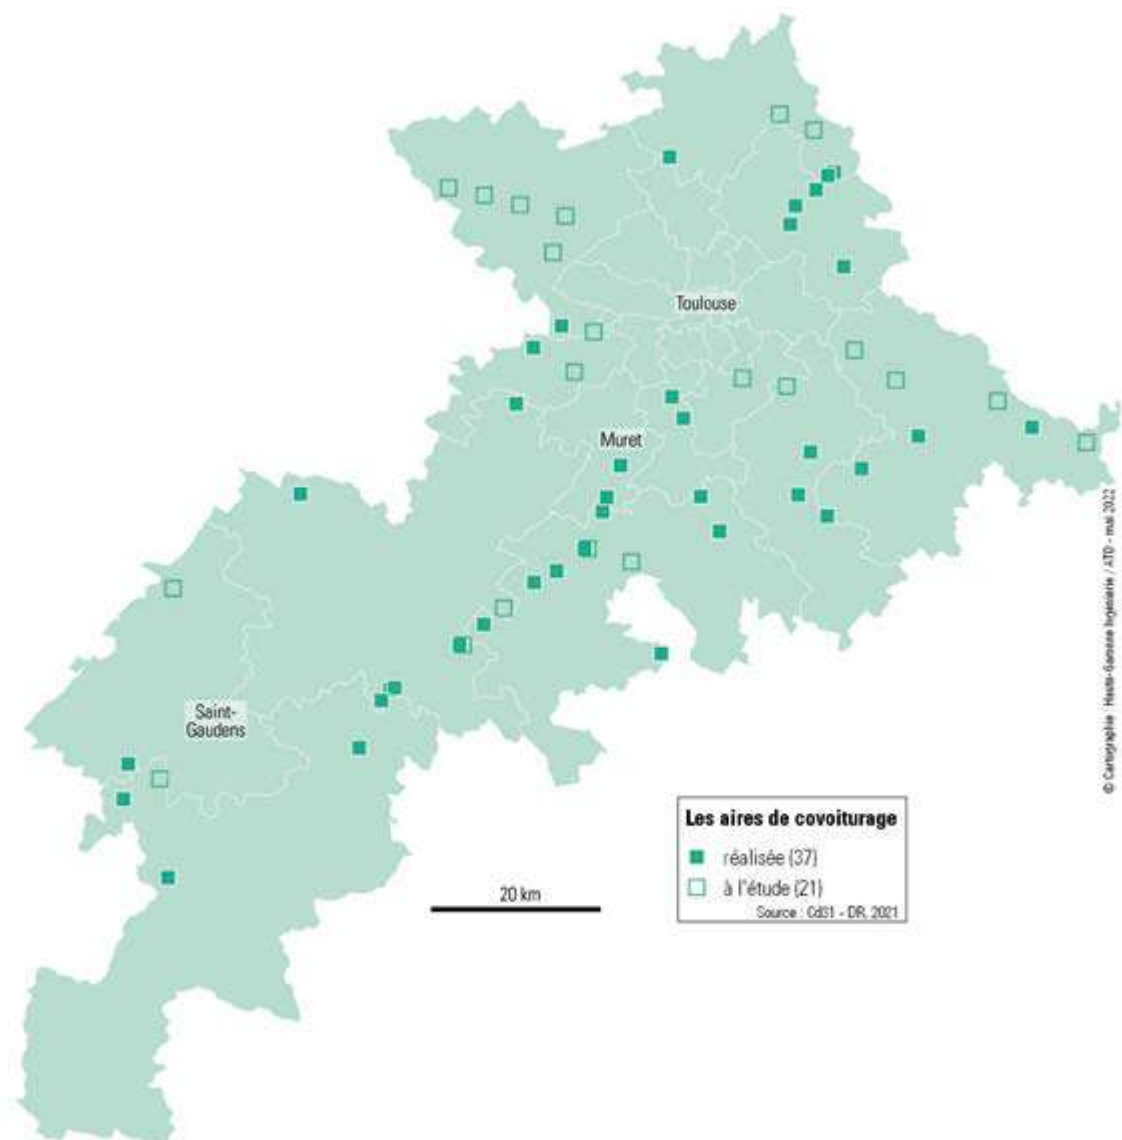 Toulouse
Muret
Saint-
Gaudens
Les aires de covoiturage
réalisée (37)
à l'étude (21)
Source : Cd31 - DR, 2021
20 km
© Cartographie : Haute-Garonne Ingénierie / ATD - mai 2022